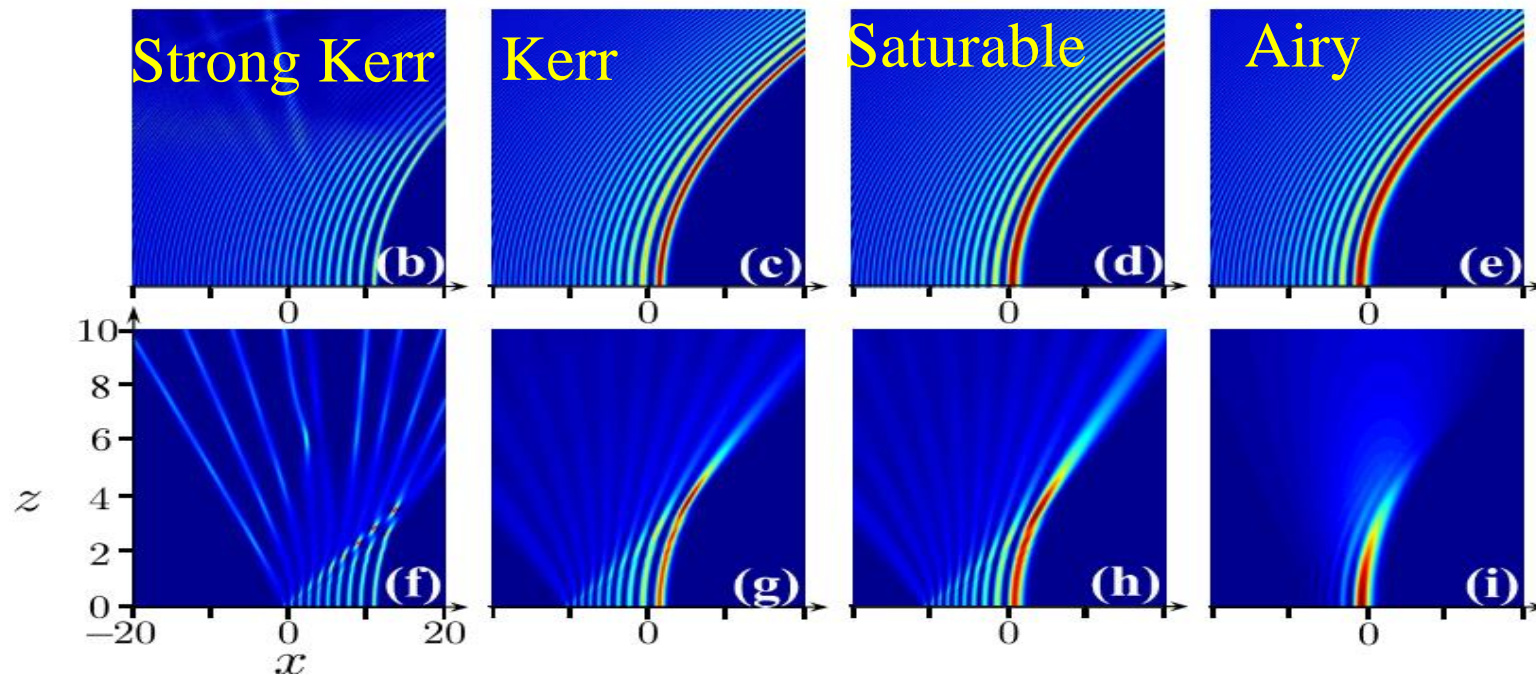 Strong Kerr Kerr Saturable Airy
(b) (c) (d) (e)
0 0 0 0
10
8
6
4
2
0
z
(f) (g) (h) (i)
−20 0 20 0 0 0
x